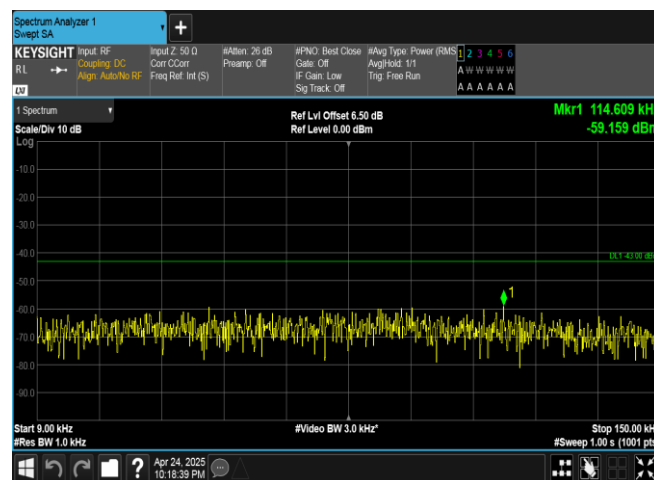 Spectrum Analyzer 1
Swept SA
+
KEYSIGHT Input: RF Input Z: 50 Ω #Atten: 26 dB #PNO: Best Close #Avg Type: Power (RMS 1 2 3 4 5 6
RL Coupling: DC Corr CCorr Preamp: Off Gate: Off Avg|Hold: 1/1 A W W W W W
Align: Auto/No RF Freq Ref: Int (S) IF Gain: Low Trig: Free Run
LXI Sig Track: Off A A A A A A
1 Spectrum Ref Lvl Offset 6.50 dB Mkr1 114.609 kH
Scale/Div 10 dB Ref Level 0.00 dBm -59.159 dBr
Log
-10.0
-20.0
-30.0
-40.0
DL1 -43.00 dB
-50.0
1
-60.0
-70.0
-80.0
-90.0
Start 9.00 kHz #Video BW 3.0 kHz* Stop 150.00 kH
#Res BW 1.0 kHz #Sweep 1.00 s (1001 pts
? Apr 24, 2025
10:18:39 PM